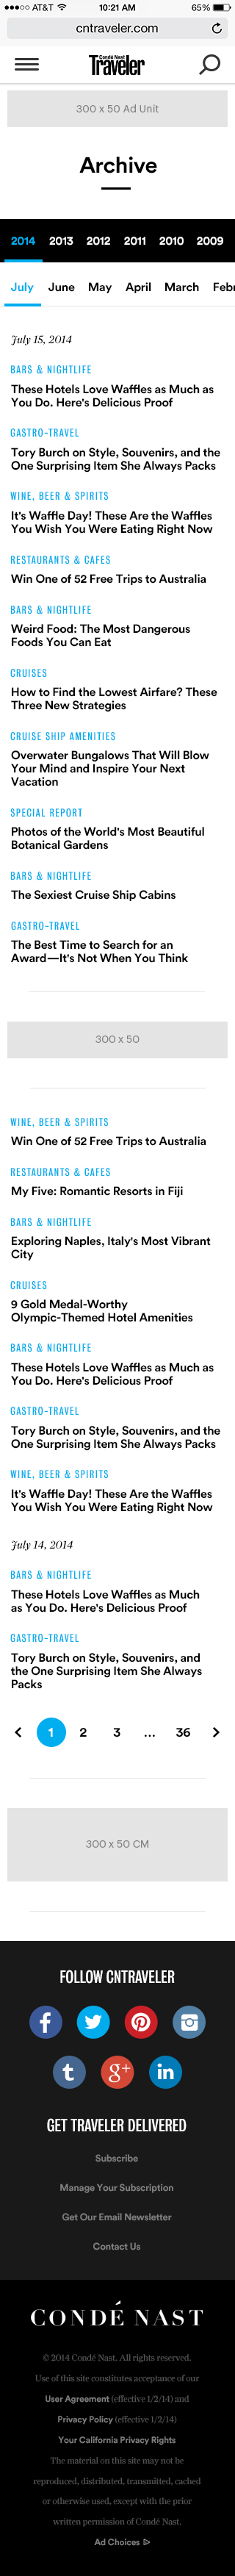 AT&T 10:21 AM 65%
cntraveler.com
Condé Nast
Traveler
300 x 50 Ad Unit
Archive
2014 2013 2012 2011 2010 2009
July June May April March Febr
July 15, 2014
BARS & NIGHTLIFE
These Hotels Love Waffles as Much as
You Do. Here's Delicious Proof
GASTRO-TRAVEL
Tory Burch on Style, Souvenirs, and the
One Surprising Item She Always Packs
WINE, BEER & SPIRITS
It's Waffle Day! These Are the Waffles
You Wish You Were Eating Right Now
RESTAURANTS & CAFES
Win One of 52 Free Trips to Australia
BARS & NIGHTLIFE
Weird Food: The Most Dangerous
Foods You Can Eat
CRUISES
How to Find the Lowest Airfare? These
Three New Strategies
CRUISE SHIP AMENITIES
Overwater Bungalows That Will Blow
Your Mind and Inspire Your Next
Vacation
SPECIAL REPORT
Photos of the World's Most Beautiful
Botanical Gardens
BARS & NIGHTLIFE
The Sexiest Cruise Ship Cabins
GASTRO-TRAVEL
The Best Time to Search for an
Award—It's Not When You Think
300 x 50
WINE, BEER & SPIRITS
Win One of 52 Free Trips to Australia
RESTAURANTS & CAFES
My Five: Romantic Resorts in Fiji
BARS & NIGHTLIFE
Exploring Naples, Italy's Most Vibrant
City
CRUISES
9 Gold Medal-Worthy
Olympic-Themed Hotel Amenities
BARS & NIGHTLIFE
These Hotels Love Waffles as Much as
You Do. Here's Delicious Proof
GASTRO-TRAVEL
Tory Burch on Style, Souvenirs, and the
One Surprising Item She Always Packs
WINE, BEER & SPIRITS
It's Waffle Day! These Are the Waffles
You Wish You Were Eating Right Now
July 14, 2014
BARS & NIGHTLIFE
These Hotels Love Waffles as Much
as You Do. Here's Delicious Proof
GASTRO-TRAVEL
Tory Burch on Style, Souvenirs, and
the One Surprising Item She Always
Packs
1 2 3 ... 36
300 x 50 CM
FOLLOW CNTRAVELER
f
t g+ in
GET TRAVELER DELIVERED
Subscribe
Manage Your Subscription
Get Our Email Newsletter
Contact Us
CONDÉ NAST
© 2014 Condé Nast. All rights reserved.
Use of this site constitutes acceptance of our
User Agreement (effective 1/2/14) and
Privacy Policy (effective 1/2/14)
Your California Privacy Rights
The material on this site may not be
reproduced, distributed, transmitted, cached
or otherwise used, except with the prior
written permission of Condé Nast.
Ad Choices